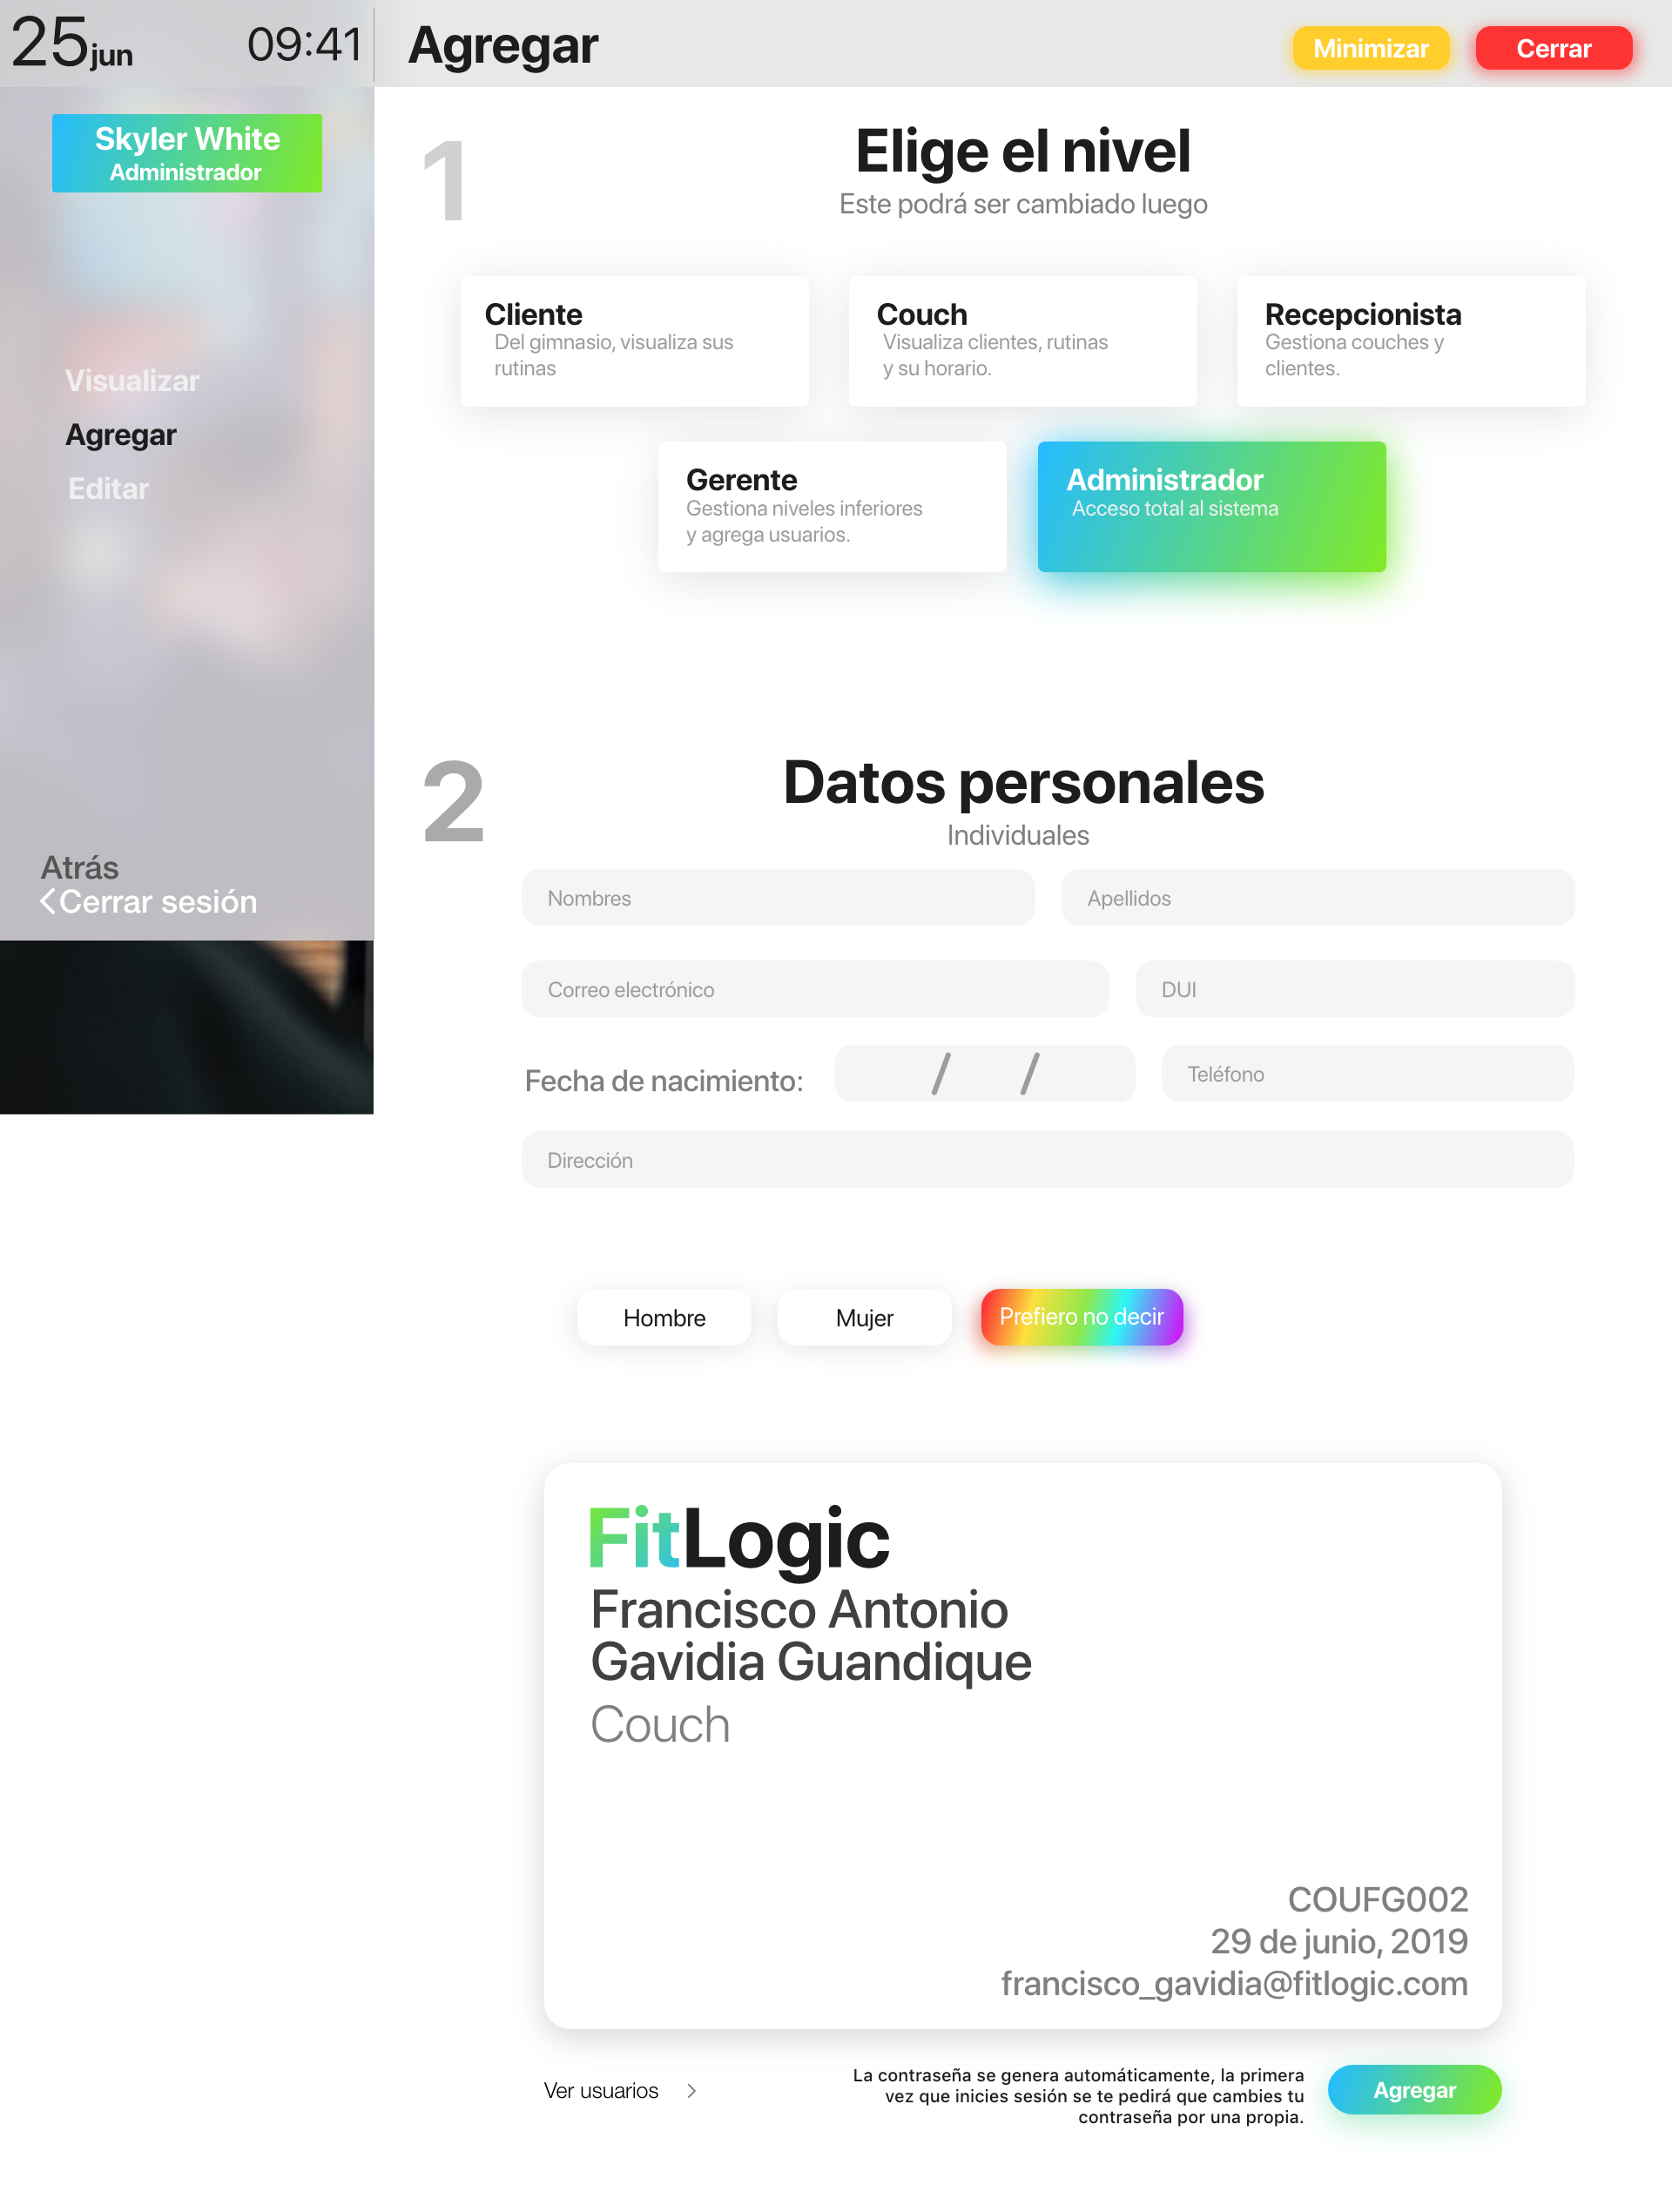 25 jun
09:41
Agregar
Minimizar
Cerrar
Skyler White
Administrador
Visualizar
Agregar
Editar
Atrás
Cerrar sesión
1
Elige el nivel
Este podrá ser cambiado luego
Cliente
Del gimnasio, visualiza sus
rutinas
Couch
Visualiza clientes, rutinas
y su horario.
Recepcionista
Gestiona couches y
clientes.
Gerente
Gestiona niveles inferiores
y agrega usuarios.
Administrador
Acceso total al sistema
2
Datos personales
Individuales
Nombres
Apellidos
Correo electrónico
DUI
Fecha de nacimiento:
/ /
Teléfono
Dirección
Hombre
Mujer
Prefiero no decir
FitLogic
Francisco Antonio
Gavidia Guandique
Couch
COUFG002
29 de junio, 2019
francisco_gavidia@fitlogic.com
Ver usuarios
La contraseña se genera automáticamente, la primera
vez que inicies sesión se te pedirá que cambies tu
contraseña por una propia.
Agregar